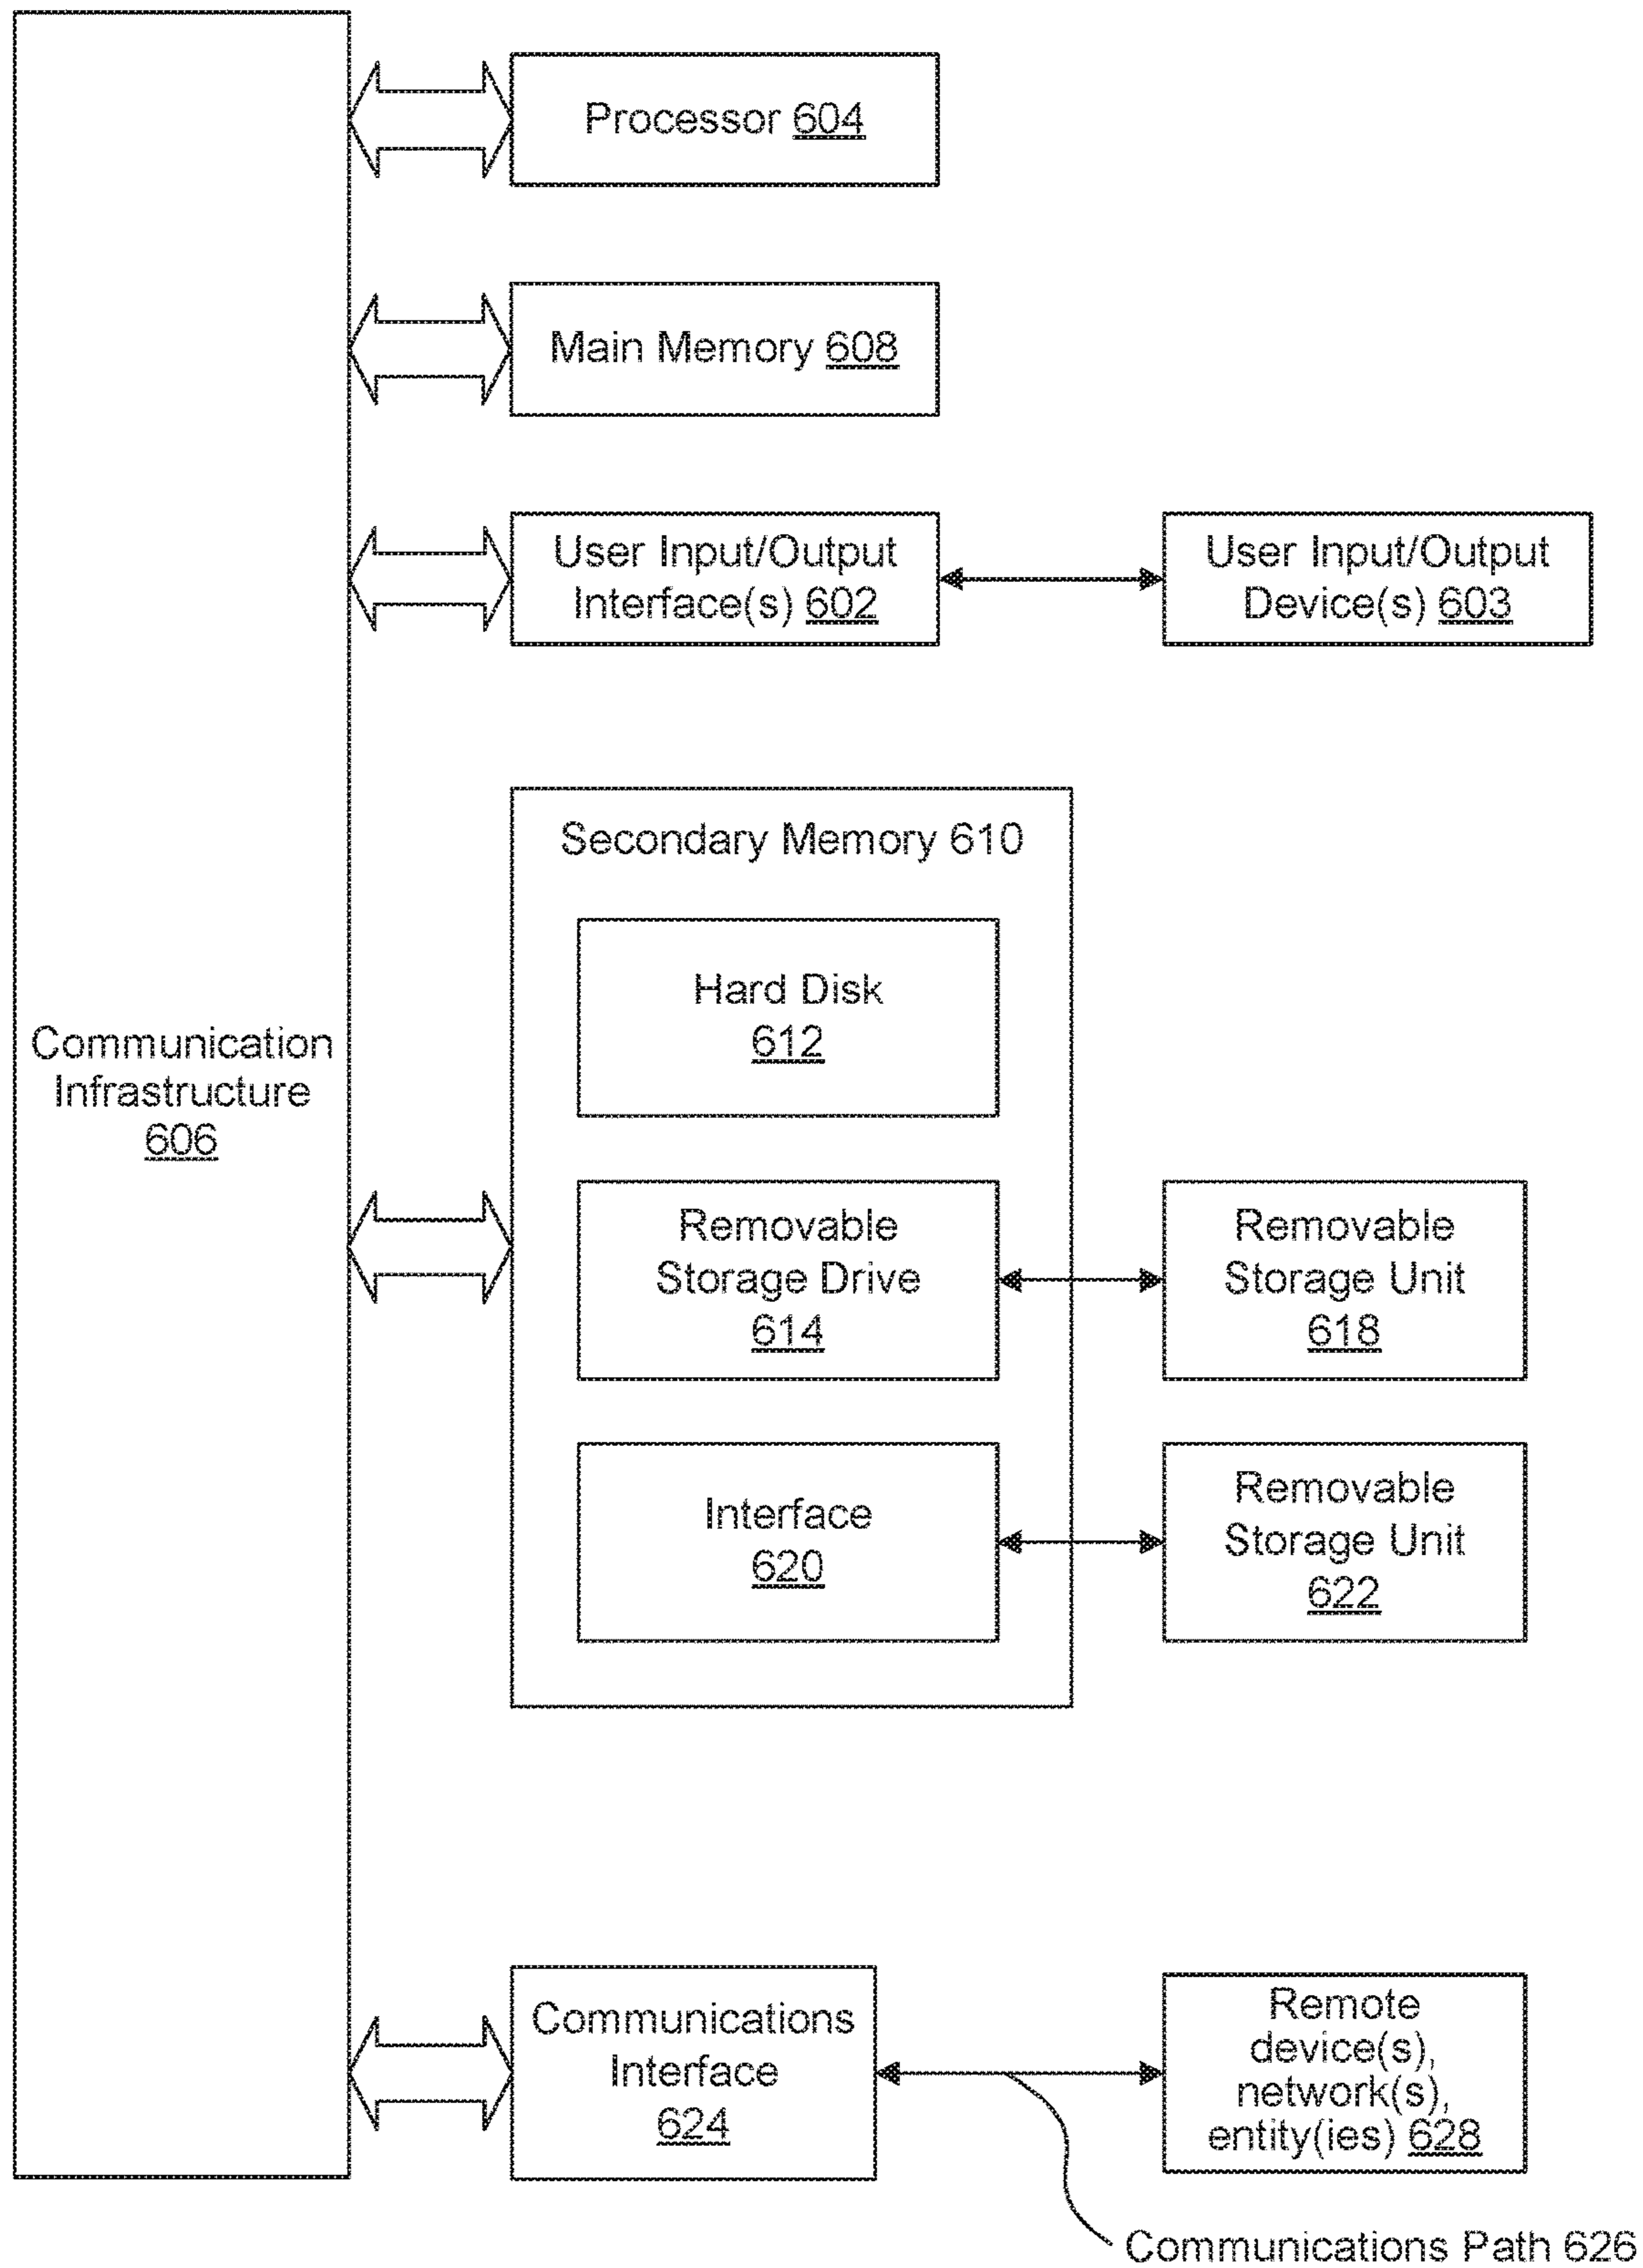 Processor 604
Main Memory 608
User Input/Output
Interface(s) 602
User Input/Output
Device(s) 603
Secondary Memory 610
Hard Disk
612
Communication
Infrastructure
606
Removable
Storage Drive
614
Removable
Storage Unit
618
Interface
620
Removable
Storage Unit
622
Communications
Interface
624
Remote
device(s),
network(s),
entity(ies) 628
Communications Path 626